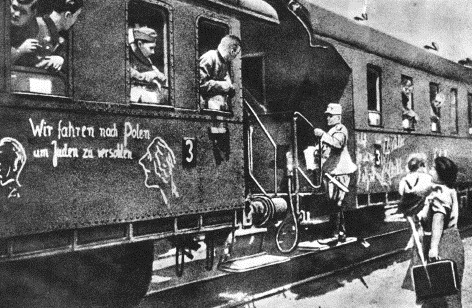 Wir fahren nach Polen
um Juden zu versohlen
3
3